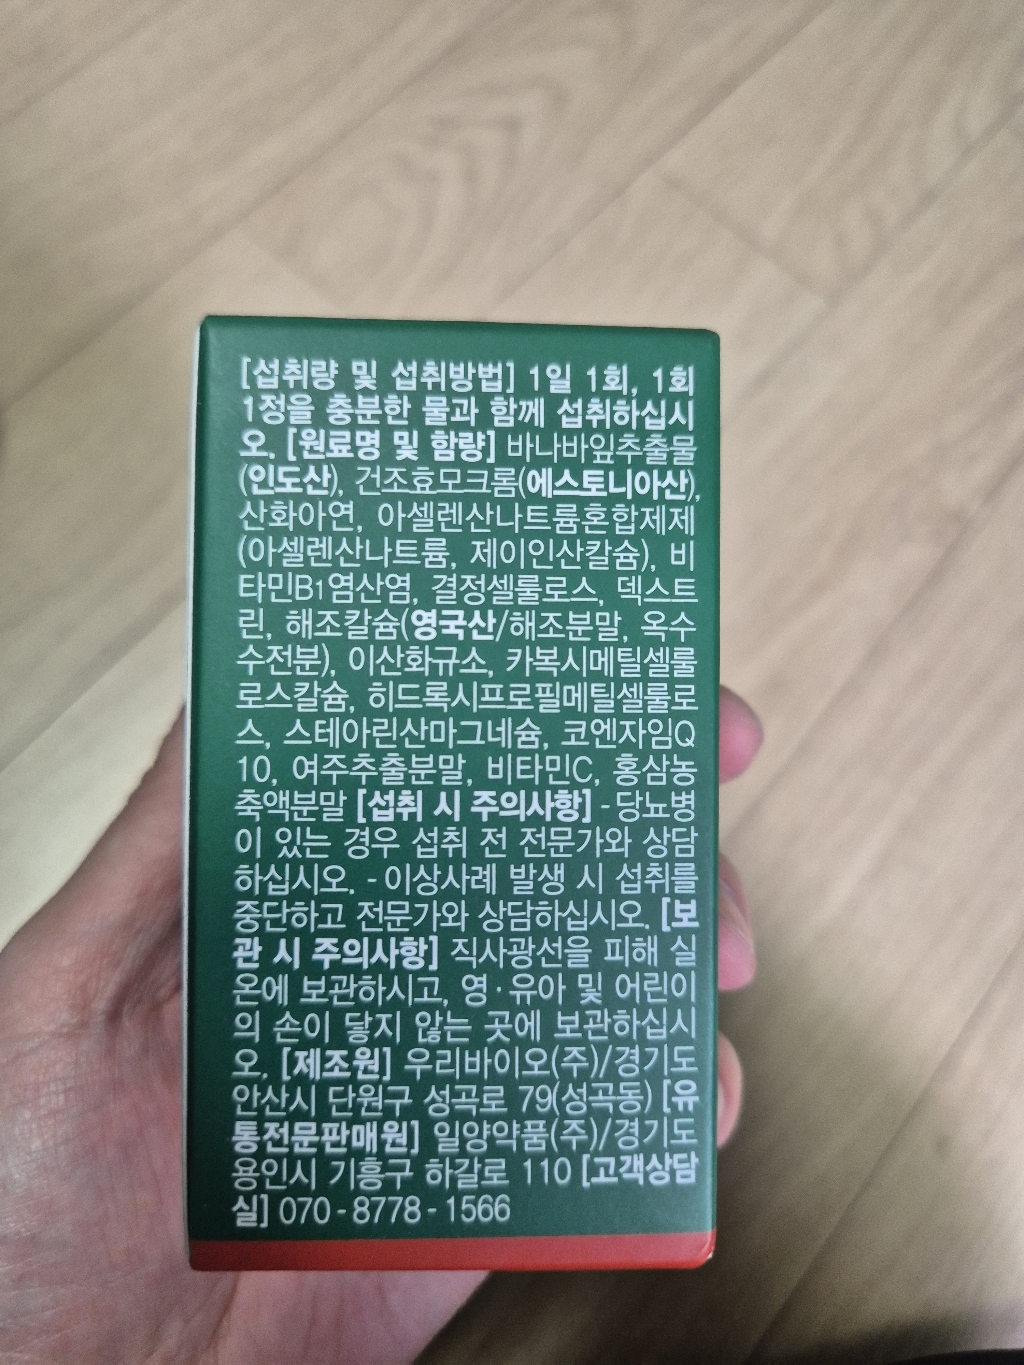 [섭취량 및 섭취방법] 1일 1회, 1회
1정을 충분한 물과 함께 섭취하십시
오. [원료명 및 함량] 바나바잎추출물
(인도산), 건조효모크롬(에스토니아산),
산화아연, 아셀렌산나트륨혼합제제
(아셀렌산나트륨, 제이인산칼슘), 비
타민B1염산염, 결정셀룰로스, 덱스트
린, 해조칼슘(영국산/해조분말, 옥수
수전분), 이산화규소, 카복시메틸셀룰
로스칼슘, 히드록시프로필메틸셀룰로
스, 스테아린산마그네슘, 코엔자임Q
10, 여주추출분말, 비타민C, 홍삼농
축액분말 [섭취 시 주의사항] - 당뇨병
이 있는 경우 섭취 전 전문가와 상담
하십시오. - 이상사례 발생 시 섭취를
중단하고 전문가와 상담하십시오. [보
관 시 주의사항] 직사광선을 피해 실
온에 보관하시고, 영·유아 및 어린이
의 손이 닿지 않는 곳에 보관하십시
오. [제조원] 우리바이오(주)/경기도
안산시 단원구 성곡로 79(성곡동) [유
통전문판매원] 일양약품(주)/경기도
용인시 기흥구 하갈로 110 [고객상담
실] 070-8778-1566